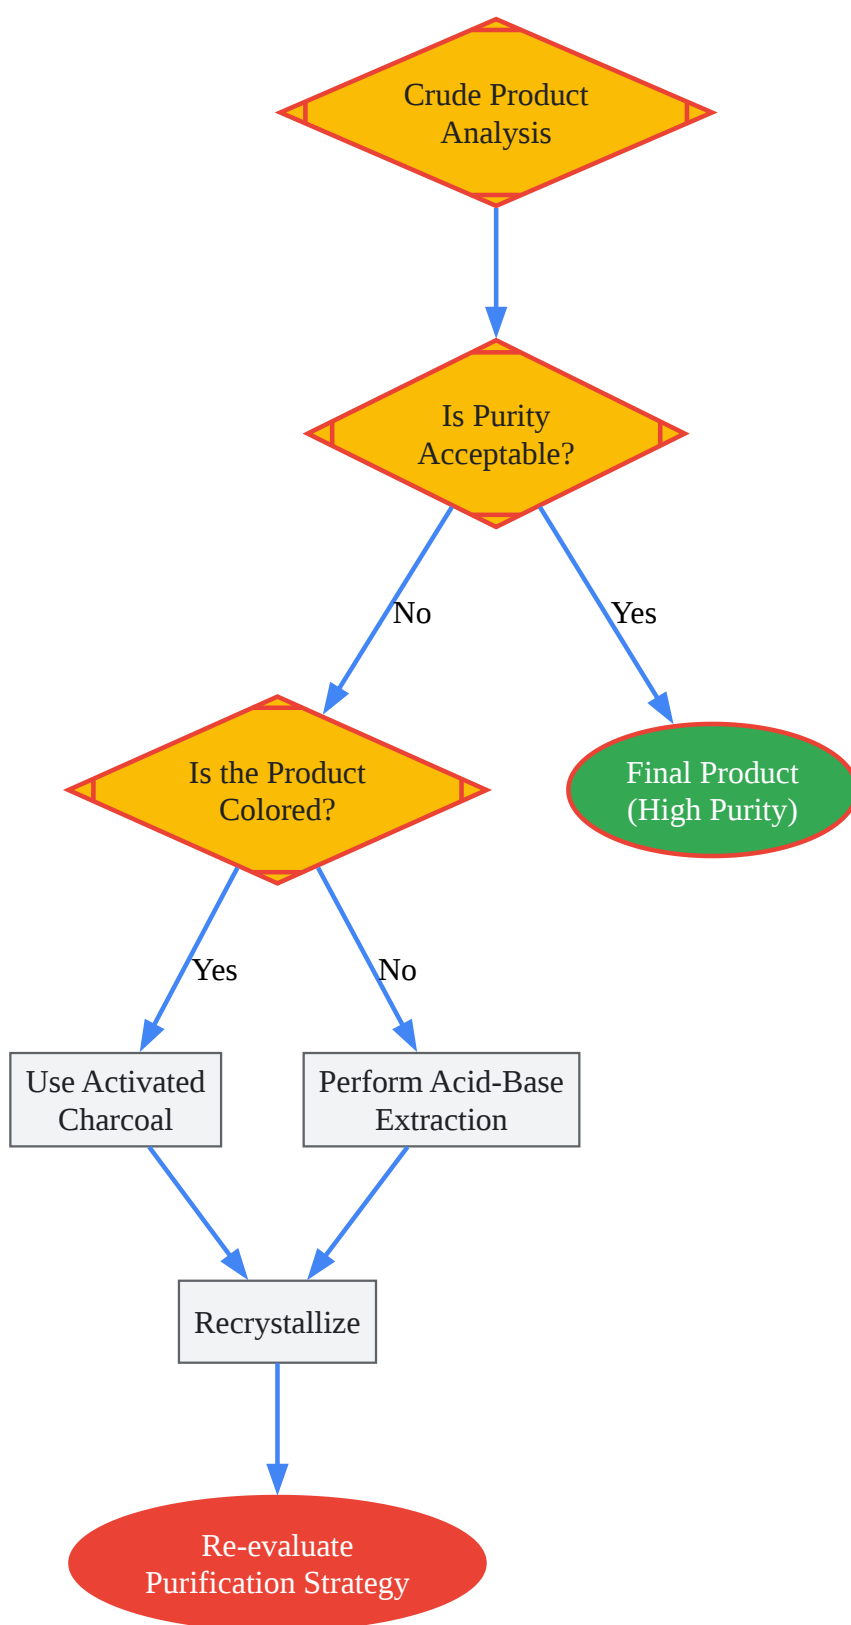 Crude Product
Analysis
Is Purity
Acceptable?
No
Yes
Is the Product
Colored?
Final Product
(High Purity)
Yes
No
Use Activated
Charcoal
Perform Acid-Base
Extraction
Recrystallize
Re-evaluate
Purification Strategy